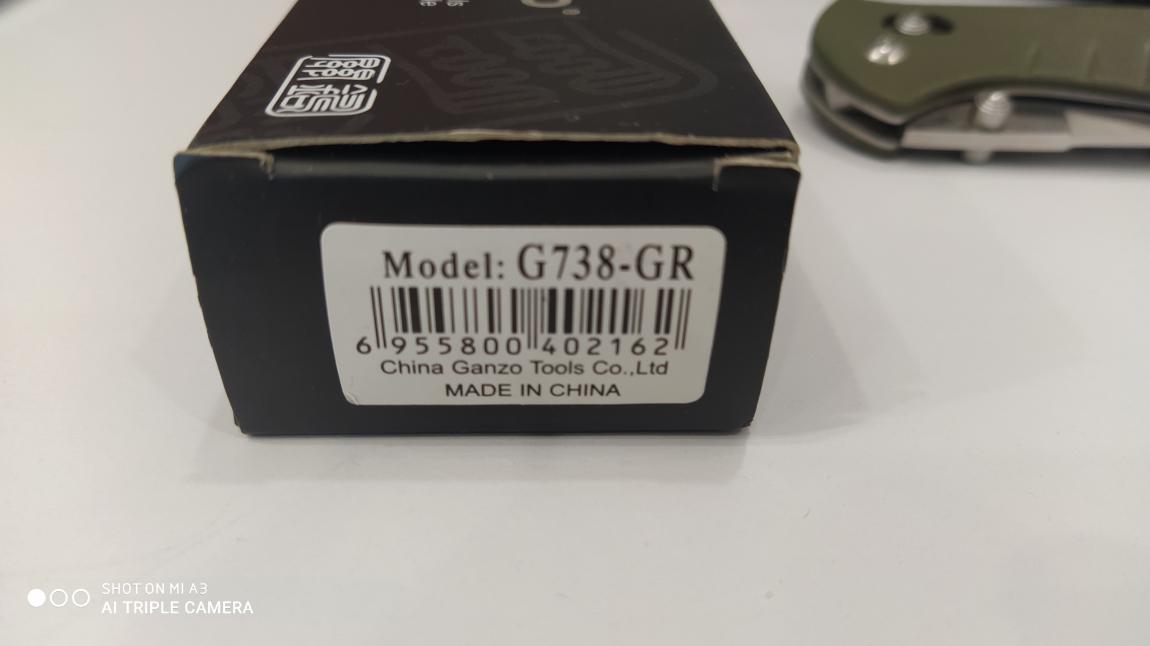 Model: G738-GR
6 955800 402162
China Ganzo Tools Co.,Ltd
MADE IN CHINA
SHOT ON MI A3
AI TRIPLE CAMERA